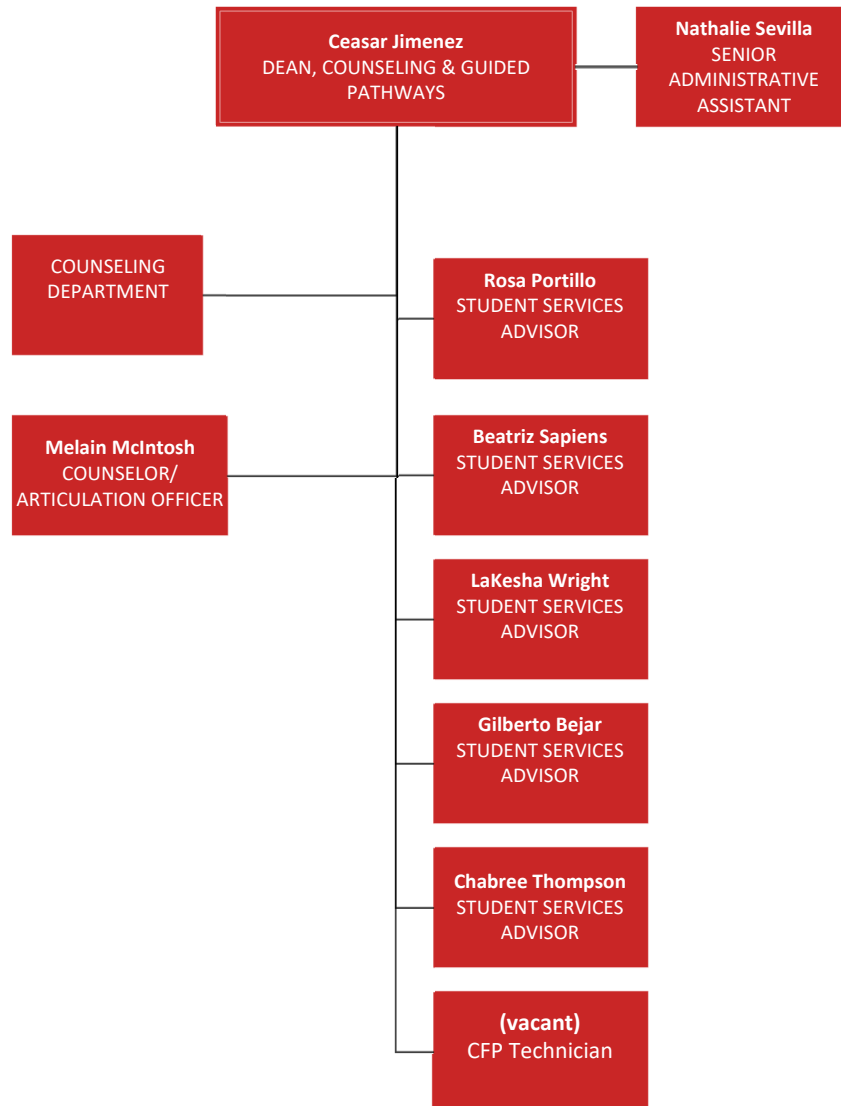 Ceasar Jimenez
DEAN, COUNSELING & GUIDED
PATHWAYS
Nathalie Sevilla
SENIOR
ADMINISTRATIVE
ASSISTANT
COUNSELING
DEPARTMENT
Rosa Portillo
STUDENT SERVICES
ADVISOR
Melain McIntosh
COUNSELOR/
ARTICULATION OFFICER
Beatriz Sapiens
STUDENT SERVICES
ADVISOR
LaKesha Wright
STUDENT SERVICES
ADVISOR
Gilberto Bejar
STUDENT SERVICES
ADVISOR
Chabree Thompson
STUDENT SERVICES
ADVISOR
(vacant)
CFP Technician